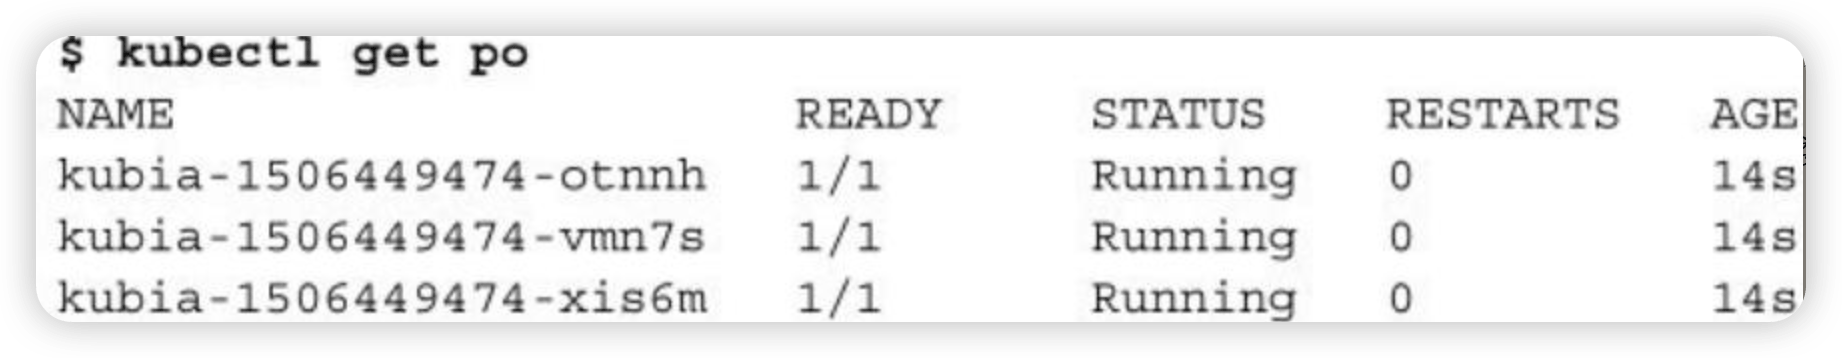 $ kubectl get po
NAME READY STATUS RESTARTS AGE
kubia-1506449474-otnnh 1/1 Running 0 14s
kubia-1506449474-vmn7s 1/1 Running 0 14s
kubia-1506449474-xis6m 1/1 Running 0 14s